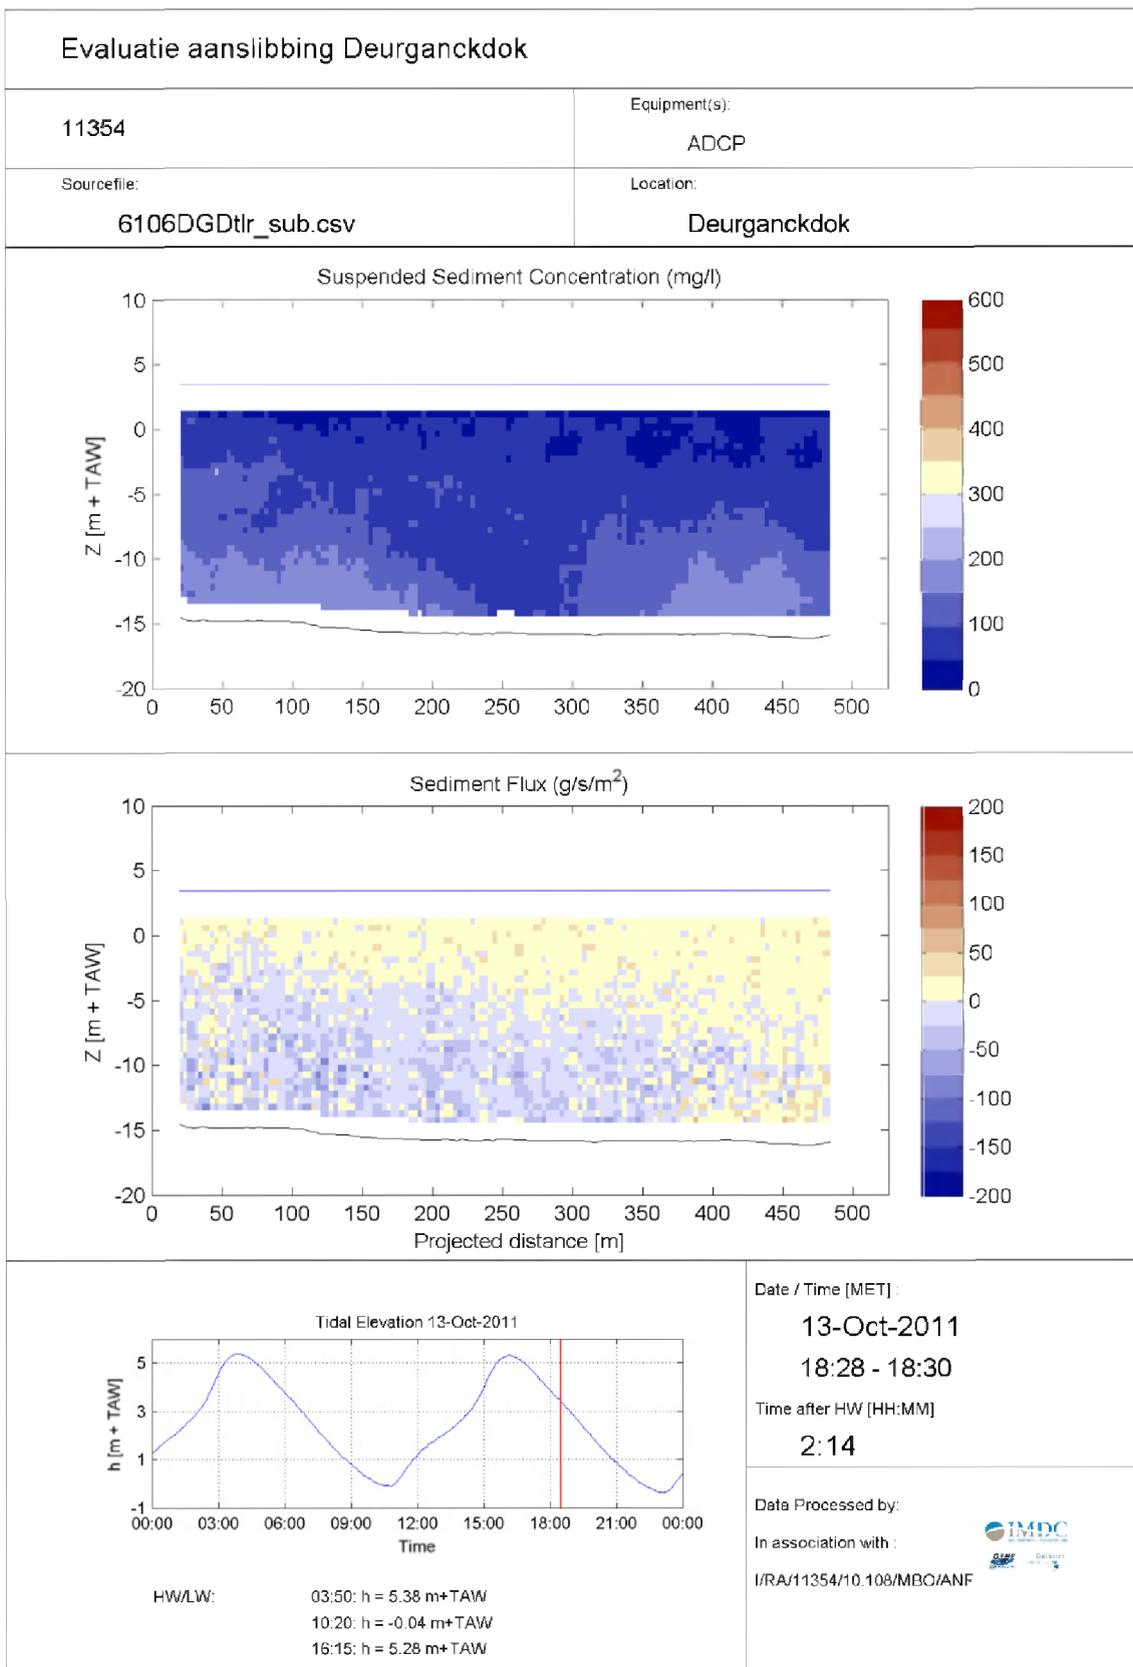 Evaluatie aanslibbing Deurganckdok
11354
Equipment(s):
ADCP
Sourcefile:
6106DGDtlr_sub.csv
Location:
Deurganckdok
Suspended Sediment Concentration (mg/l)
Z [m + TAW]
10
5
0
-5
-10
-15
-20
0 50 100 150 200 250 300 350 400 450 500
600
500
400
300
200
100
0
Sediment Flux (g/s/m²)
Z [m + TAW]
10
5
0
-5
-10
-15
-20
0 50 100 150 200 250 300 350 400 450 500
Projected distance [m]
200
150
100
50
0
-50
-100
-150
-200
Tidal Elevation 13-Oct-2011
h [m + TAW]
5
3
1
-1
00:00 03:00 06:00 09:00 12:00 15:00 18:00 21:00 00:00
Time
HW/LW:
03:50: h = 5.38 m+TAW
10:20: h = -0.04 m+TAW
16:15: h = 5.28 m+TAW
Date / Time [MET] :
13-Oct-2011
18:28 - 18:30
Time after HW [HH:MM]
2:14
Data Processed by:
IMDC
In association with :
I/RA/11354/10.108/MBO/ANF